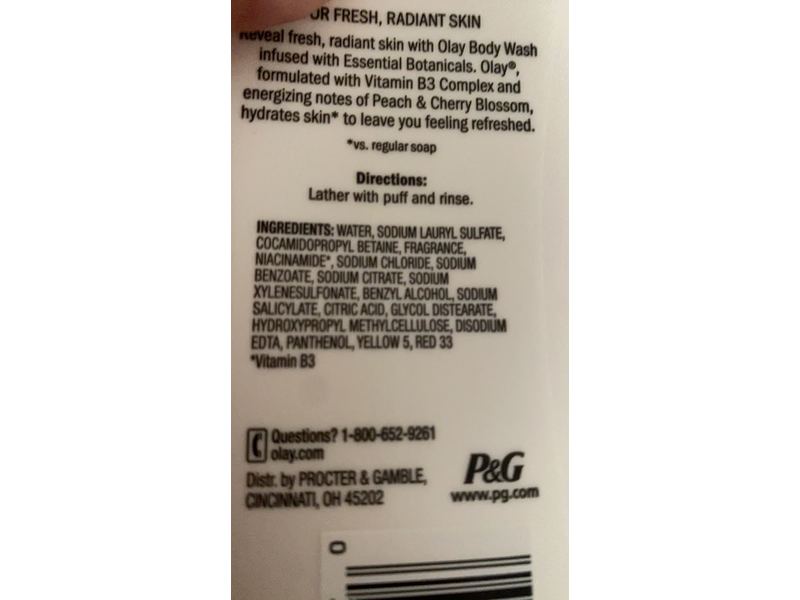 UR FRESH, RADIANT SKIN
Reveal fresh, radiant skin with Olay Body Wash
infused with Essential Botanicals. Olay®,
formulated with Vitamin B3 Complex and
energizing notes of Peach & Cherry Blossom,
hydrates skin* to leave you feeling refreshed.
*vs. regular soap
Directions:
Lather with puff and rinse.
INGREDIENTS: WATER, SODIUM LAURYL SULFATE,
COCAMIDOPROPYL BETAINE, FRAGRANCE,
NIACINAMIDE*, SODIUM CHLORIDE, SODIUM
BENZOATE, SODIUM CITRATE, SODIUM
XYLENESULFONATE, BENZYL ALCOHOL, SODIUM
SALICYLATE, CITRIC ACID, GLYCOL DISTEARATE,
HYDROXYPROPYL METHYLCELLULOSE, DISODIUM
EDTA, PANTHENOL, YELLOW 5, RED 33
*Vitamin B3
Questions? 1-800-652-9261
olay.com
Distr. by PROCTER & GAMBLE,
CINCINNATI, OH 45202
P&G
www.pg.com
0